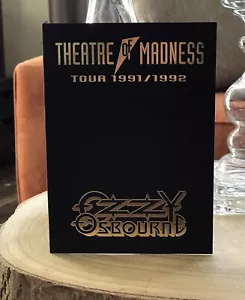 THEATRE OF MADNESS
TOUR 1991/1992
OZZY
OSBOURNE